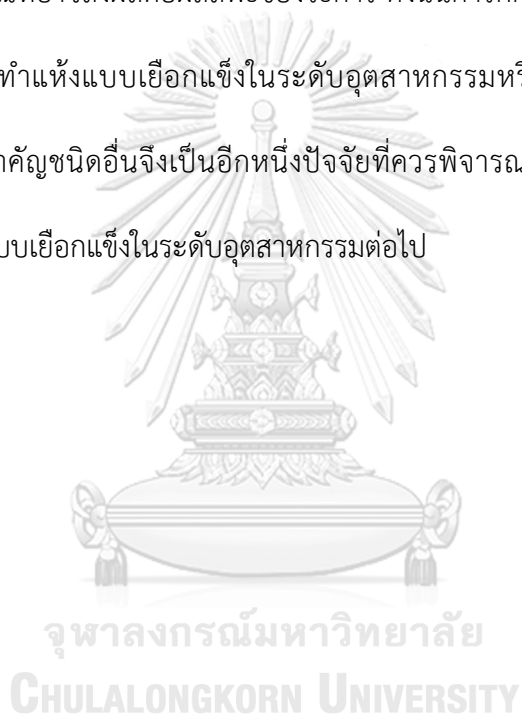 ทำแห้งแบบเยือกแข็งในระดับอุตสาหกรรมหรื
าคัญชนิดอื่นจึงเป็นอีกหนึ่งปัจจัยที่ควรพิจารณ
บบเยือกแข็งในระดับอุตสาหกรรมต่อไป
จุฬาลงกรณ์มหาวิทยาลัย
CHULALONGKORN UNIVERSITY